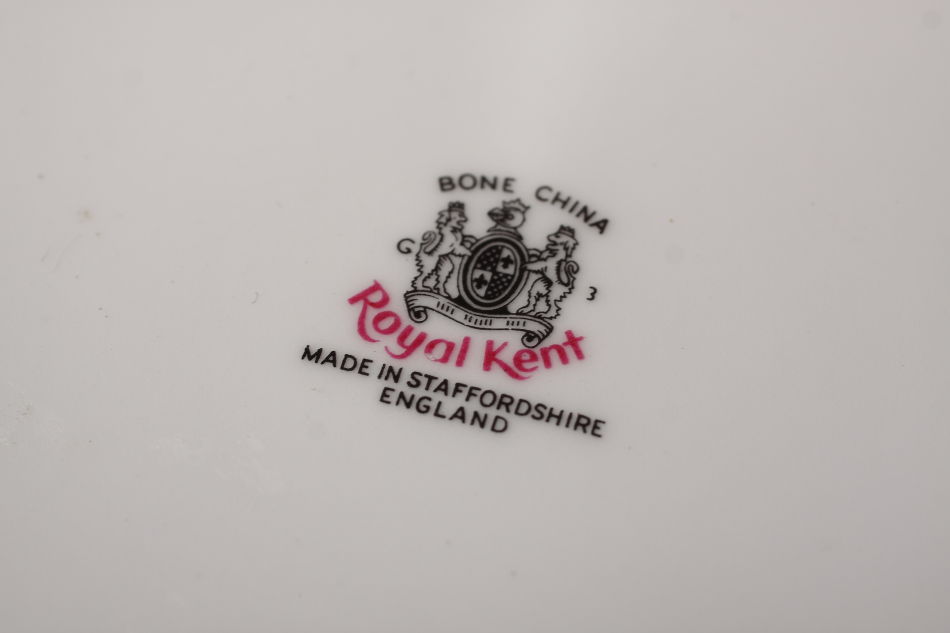 BONE CHINA
G 3
Royal Kent
MADE IN STAFFORDSHIRE
ENGLAND